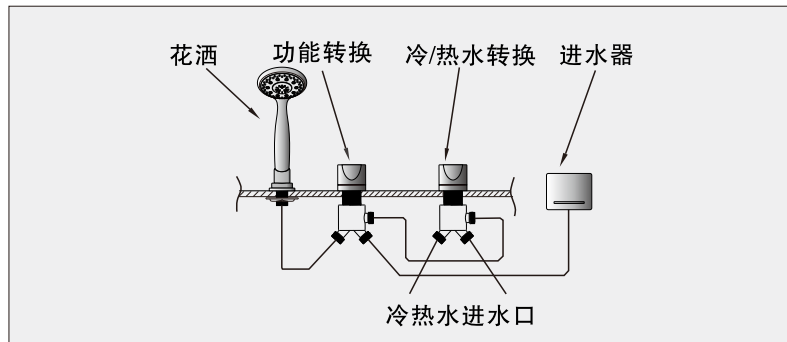 花洒
功能转换
冷/热水转换
进水器
冷热水进水口